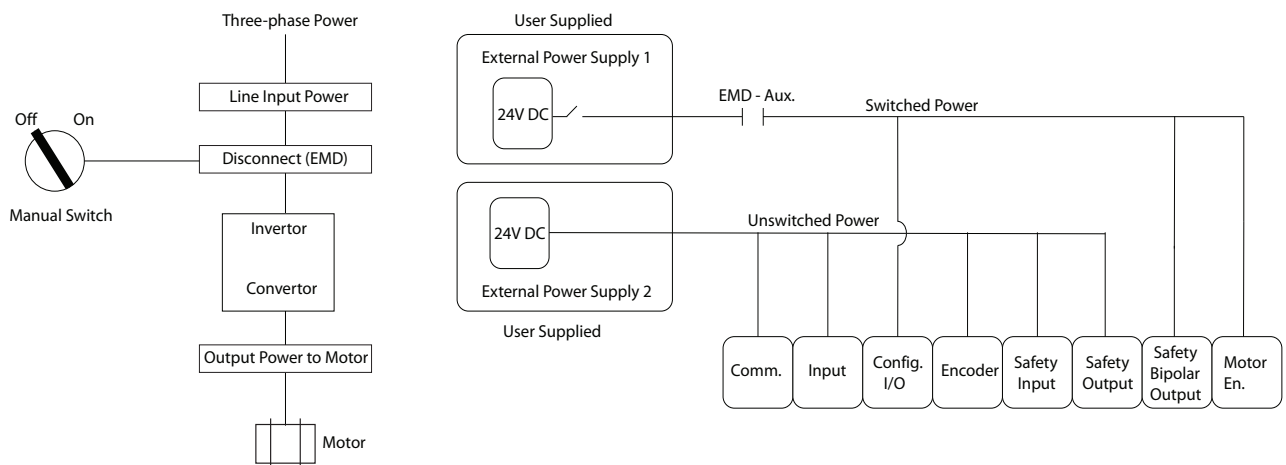 Three-phase Power
Line Input Power
Off
On
Disconnect (EMD)
Manual Switch
Invertor
Convertor
Output Power to Motor
Motor
User Supplied
External Power Supply 1
24V DC
EMD - Aux.
Switched Power
24V DC
Unswitched Power
External Power Supply 2
User Supplied
Comm.
Input
Config.
I/O
Encoder
Safety
Input
Safety
Output
Safety
Bipolar
Output
Motor
En.